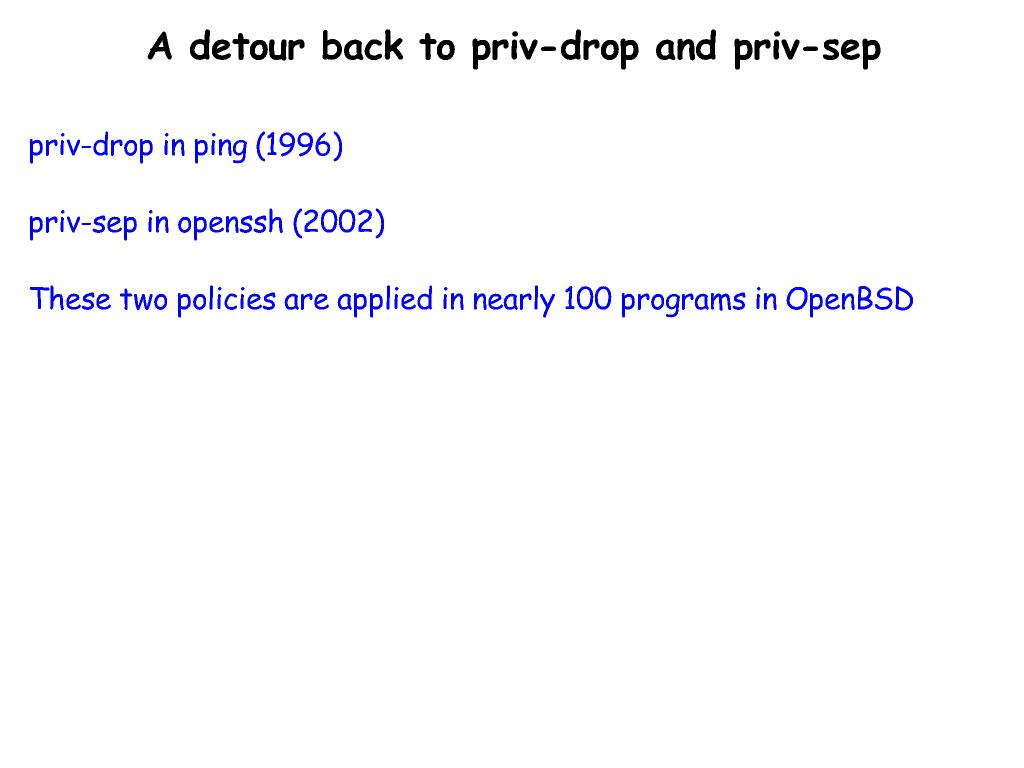 A detour back to priv-drop and priv-sep
priv-drop in ping (1996)
priv-sep in openssh (2002)
These two policies are applied in nearly 100 programs in OpenBSD